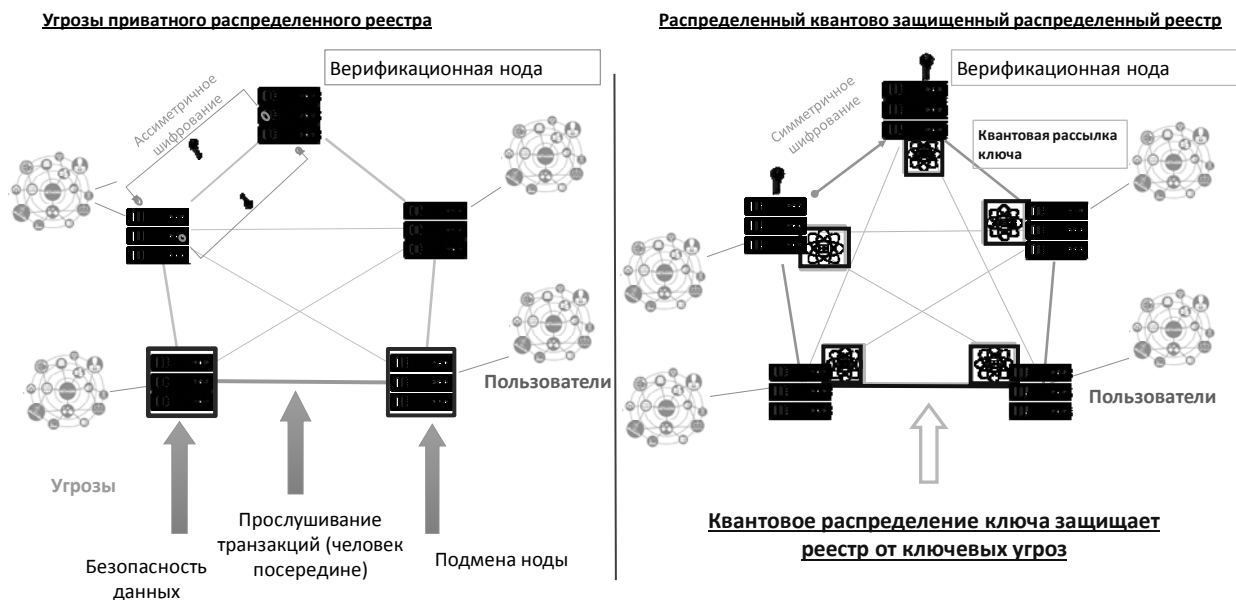 Угрозы приватного распределенного реестра
Верификационная нода
Ассиметричное
шифрование
Пользователи
Угрозы
Безопасность
данных
Прослушивание
транзакций (человек
посередине)
Подмена ноды
Распределенный квантово защищенный распределенный реестр
Верификационная нода
Симметричное
шифрование
Квантовая рассылка
ключа
Пользователи
Квантовое распределение ключа защищает
реестр от ключевых угроз